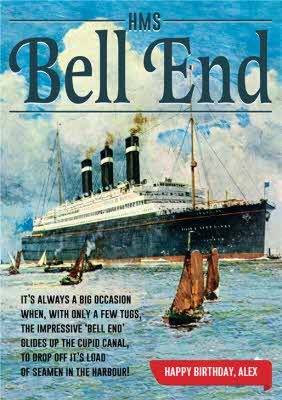 HMS
Bell End
IT'S ALWAYS A BIG OCCASION
WHEN, WITH ONLY A FEW TUGS,
THE IMPRESSIVE 'BELL END'
GLIDES UP THE CUPID CANAL,
TO DROP OFF IT'S LOAD
OF SEAMEN IN THE HARBOUR!
HAPPY BIRTHDAY, ALEX